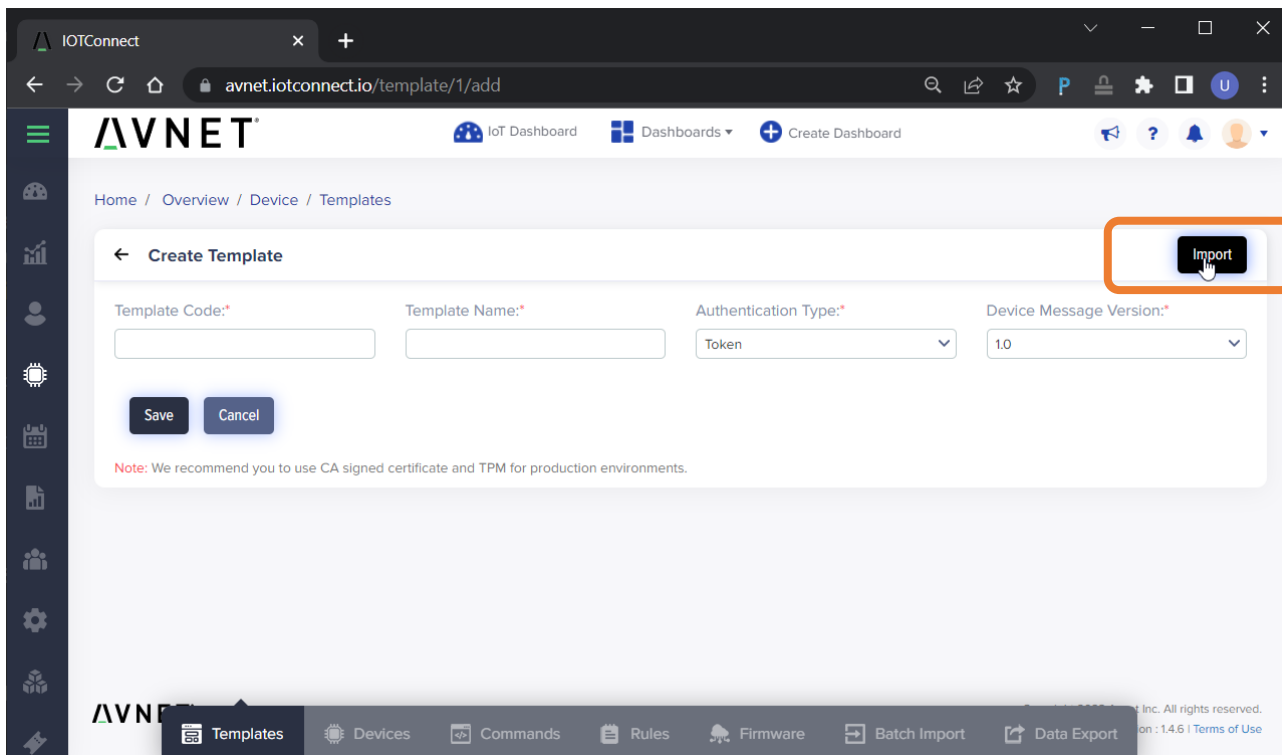 IOTConnect
avnet.iotconnect.io/template/1/add
P
U
AVNET
IoT Dashboard Dashboards Create Dashboard
?
Home / Overview / Device / Templates
Create Template
Import
Template Code:* Template Name:* Authentication Type:* Device Message Version:*
Token 1.0
Save Cancel
Note: We recommend you to use CA signed certificate and TPM for production environments.
Inc. All rights reserved.
Templates Devices Commands Rules Firmware Batch Import Data Export
: 1.4.6 | Terms of Use